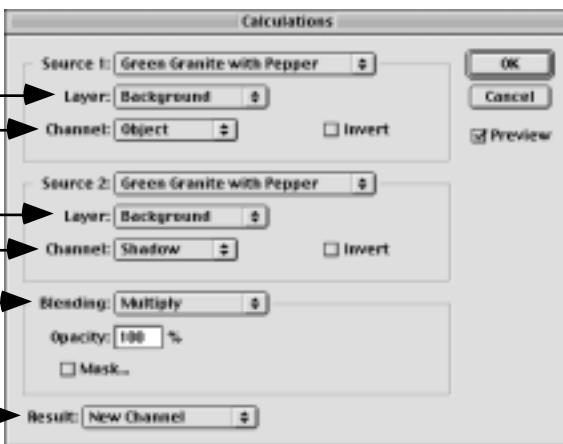 Calculations
Source 1: Green Granite with Pepper
OK
Layer: Background
Cancel
Channel: Object
Invert
Preview
Source 2: Green Granite with Pepper
Layer: Background
Channel: Shadow
Invert
Blending: Multiply
Opacity: 100 %
Mask...
Result: New Channel